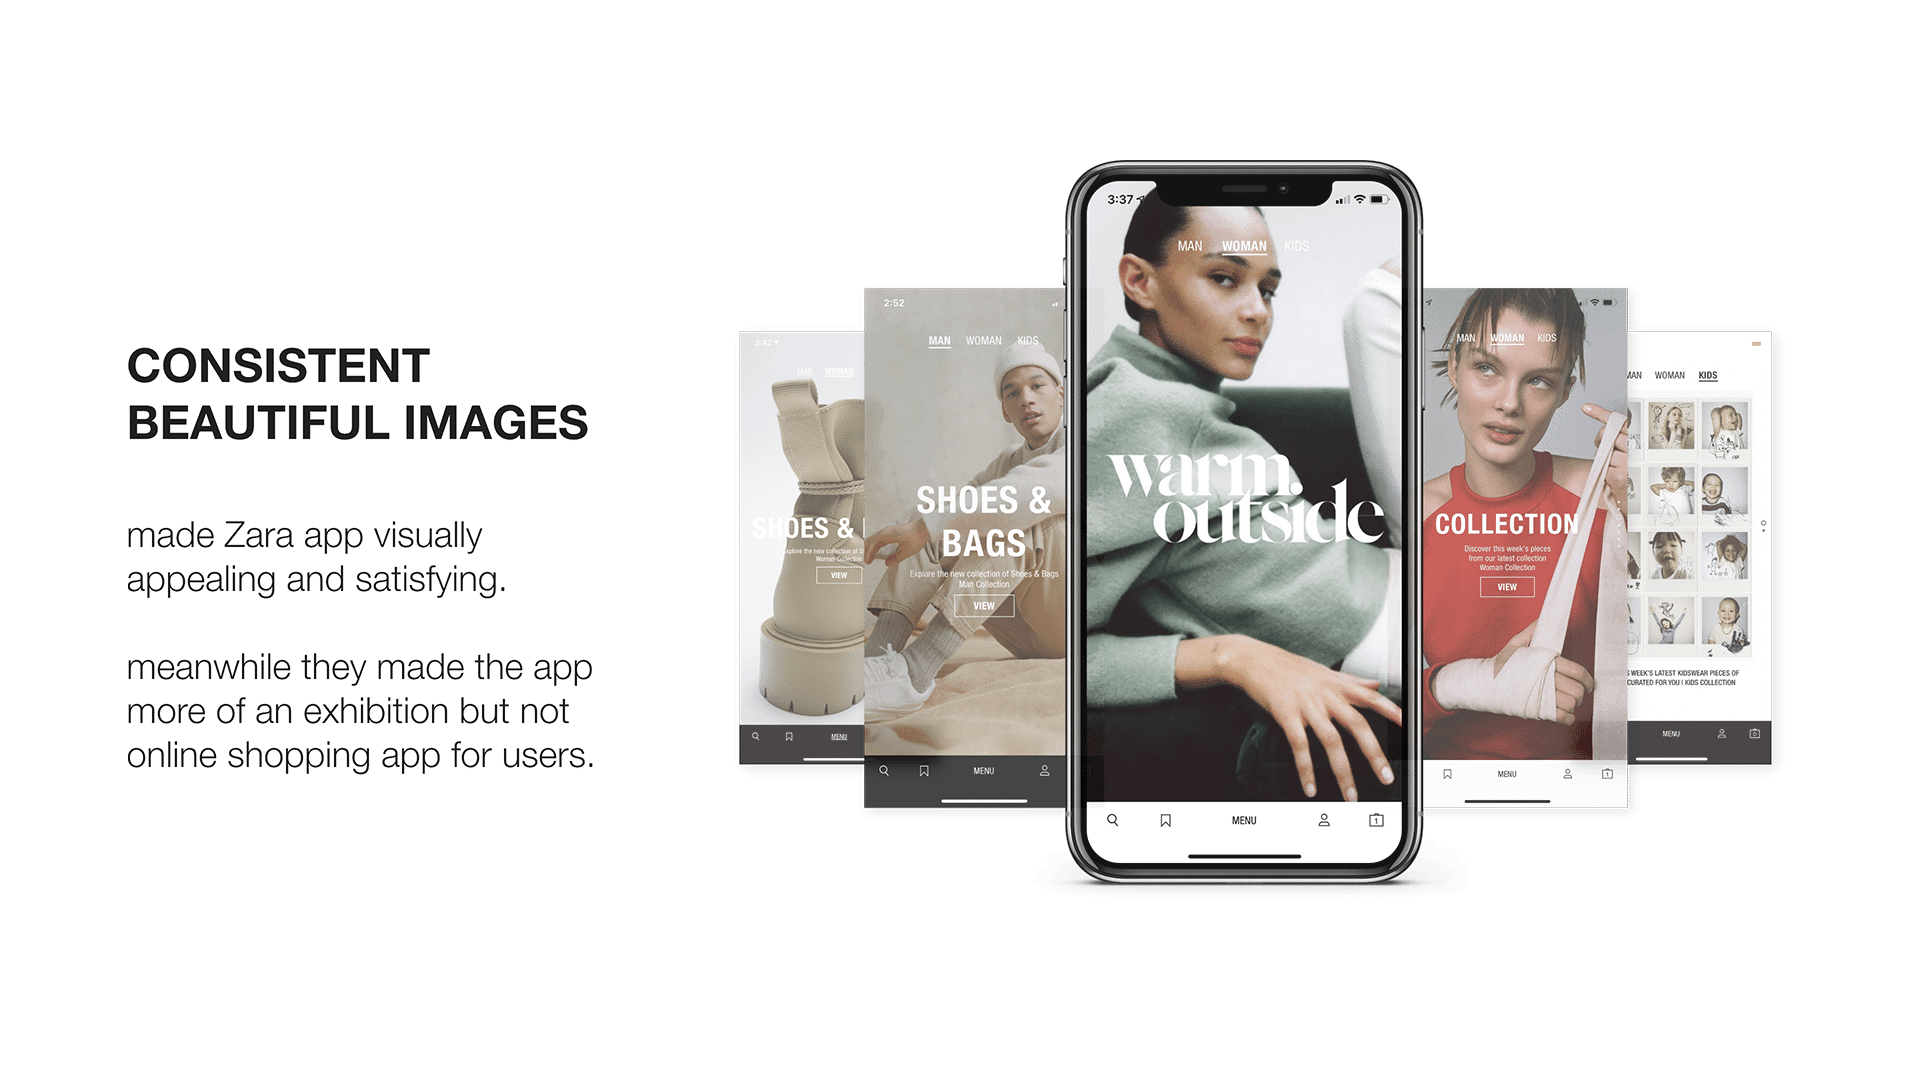 CONSISTENT
BEAUTIFUL IMAGES
made Zara app visually
appealing and satisfying.
meanwhile they made the app
more of an exhibition but not
online shopping app for users.
3:42
MAN WOMAN
SHOES &
Explore the new collection of S
Woman Collection
VIEW
MENU
2:52
MAN WOMAN KIDS
SHOES &
BAGS
Explore the new collection of Shoes & Bags
Man Collection
VIEW
MENU
3:37
MAN WOMAN KIDS
warm.
outside
MENU
1
MAN WOMAN KIDS
COLLECTION
Discover this week's pieces
from our latest collection
Woman Collection
VIEW
MENU
1
MAN WOMAN KIDS
WEEK'S LATEST KIDSWEAR PIECES OF
CURATED FOR YOU | KIDS COLLECTION
MENU
0